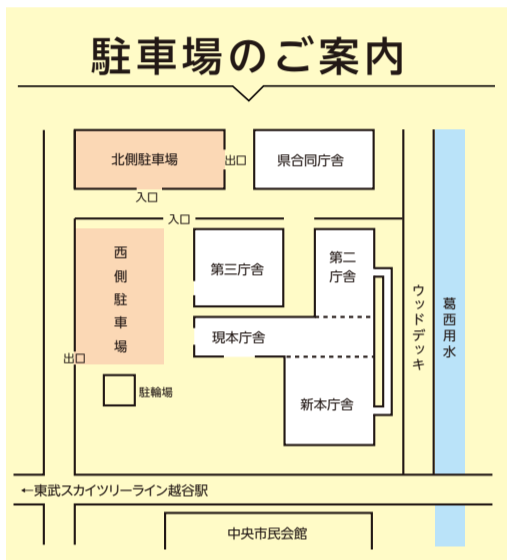 駐車場のご案内
北側駐車場
出口
県合同庁舎
入口
入口
西側駐車場
第三庁舎
第二
庁舎
ウッドデッキ
葛西用水
現本庁舎
出口
駐輪場
新本庁舎
←東武スカイツリーライン越谷駅
中央市民会館